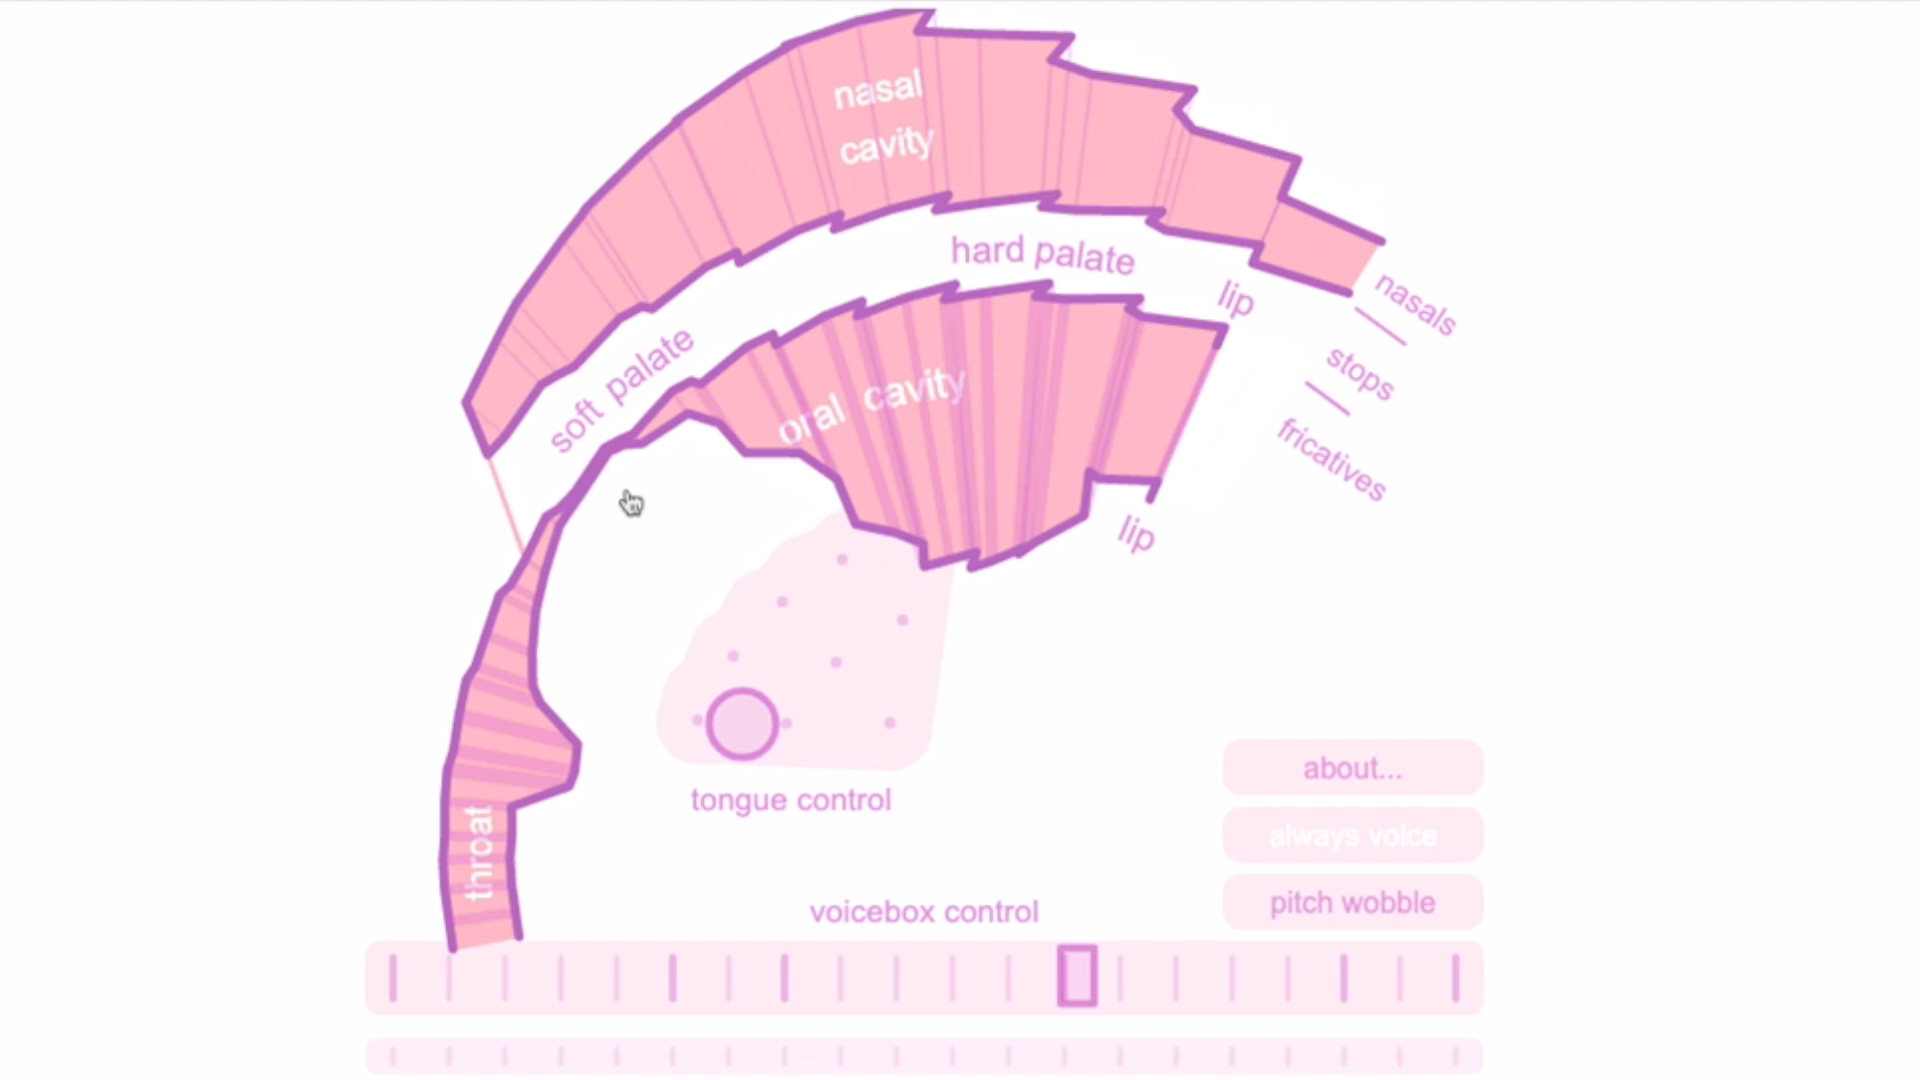 nasal
cavity
hard palate
lip
nasals
stops
fricatives
soft palate
oral cavity
lip
throat
tongue control
about...
always voice
pitch wobble
voicebox control